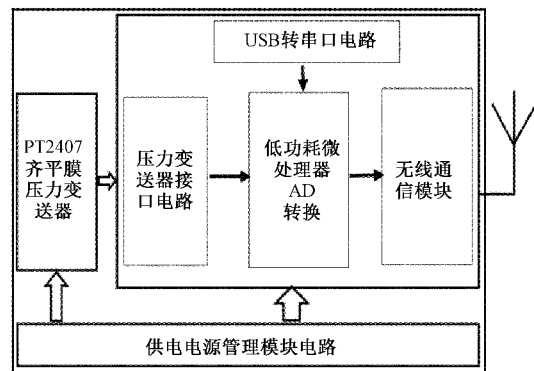 USB转串口电路
PT2407
齐平膜
压力变
送器
压力变
送器接
口电路
低功耗微
处理器
AD
转换
无线通
信模块
供电电源管理模块电路